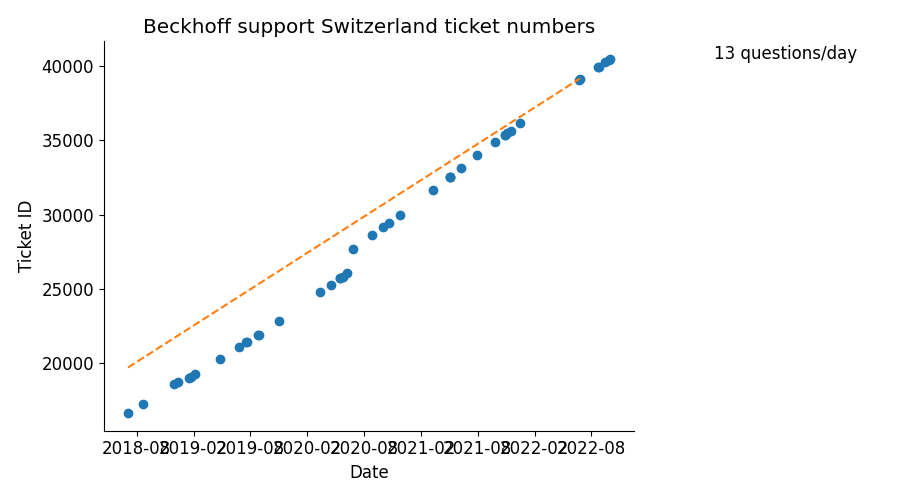 Beckhoff support Switzerland ticket numbers
13 questions/day
40000
35000
30000
25000
20000
Ticket ID
2018-08 2019-02 2019-08 2020-02 2020-08 2021-02 2021-08 2022-02 2022-08
Date